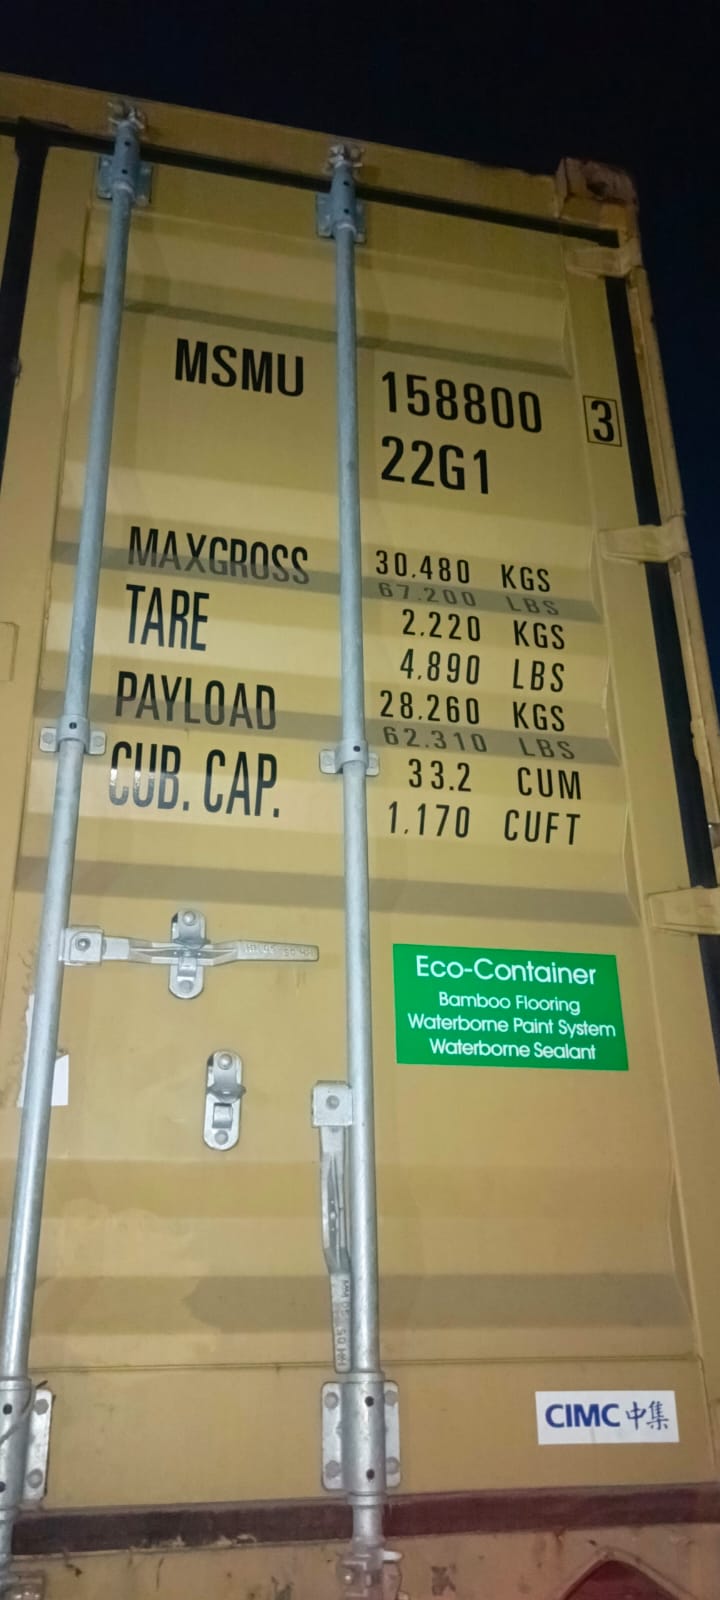 MSMU 158800 3
22G1
MAXGROSS 30.480 KGS
67.200 LBS
TARE 2.220 KGS
4.890 LBS
PAYLOAD 28.260 KGS
62.310 LBS
CUB. CAP. 33.2 CUM
1.170 CUFT
Eco-Container
Bamboo Flooring
Waterborne Paint System
Waterborne Sealant
CIMC 中集